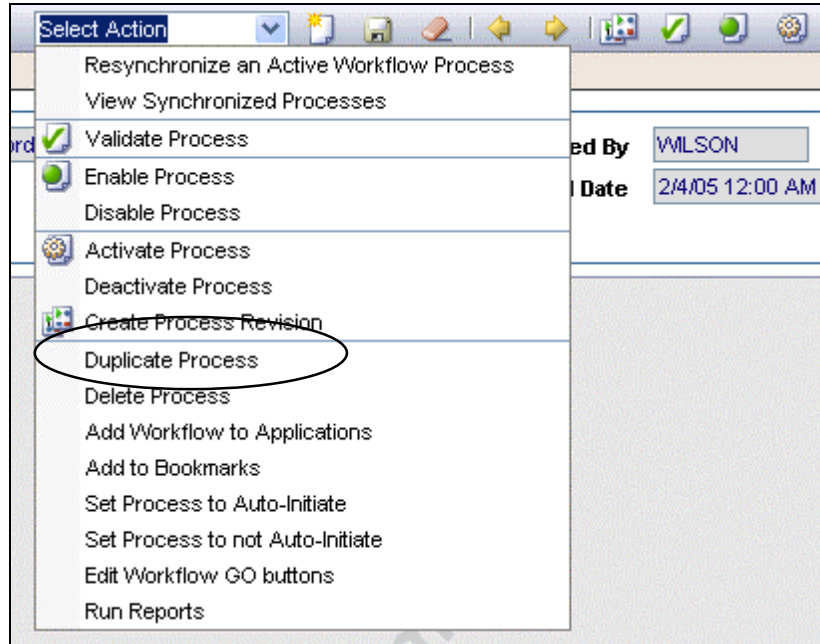 Select Action
Resynchronize an Active Workflow Process
View Synchronized Processes
ord
Validate Process
ed By
WILSON
Enable Process
Date
2/4/05 12:00 AM
Disable Process
Activate Process
Deactivate Process
Create Process Revision
Duplicate Process
Delete Process
Add Workflow to Applications
Add to Bookmarks
Set Process to Auto-Initiate
Set Process to not Auto-Initiate
Edit Workflow GO buttons
Run Reports